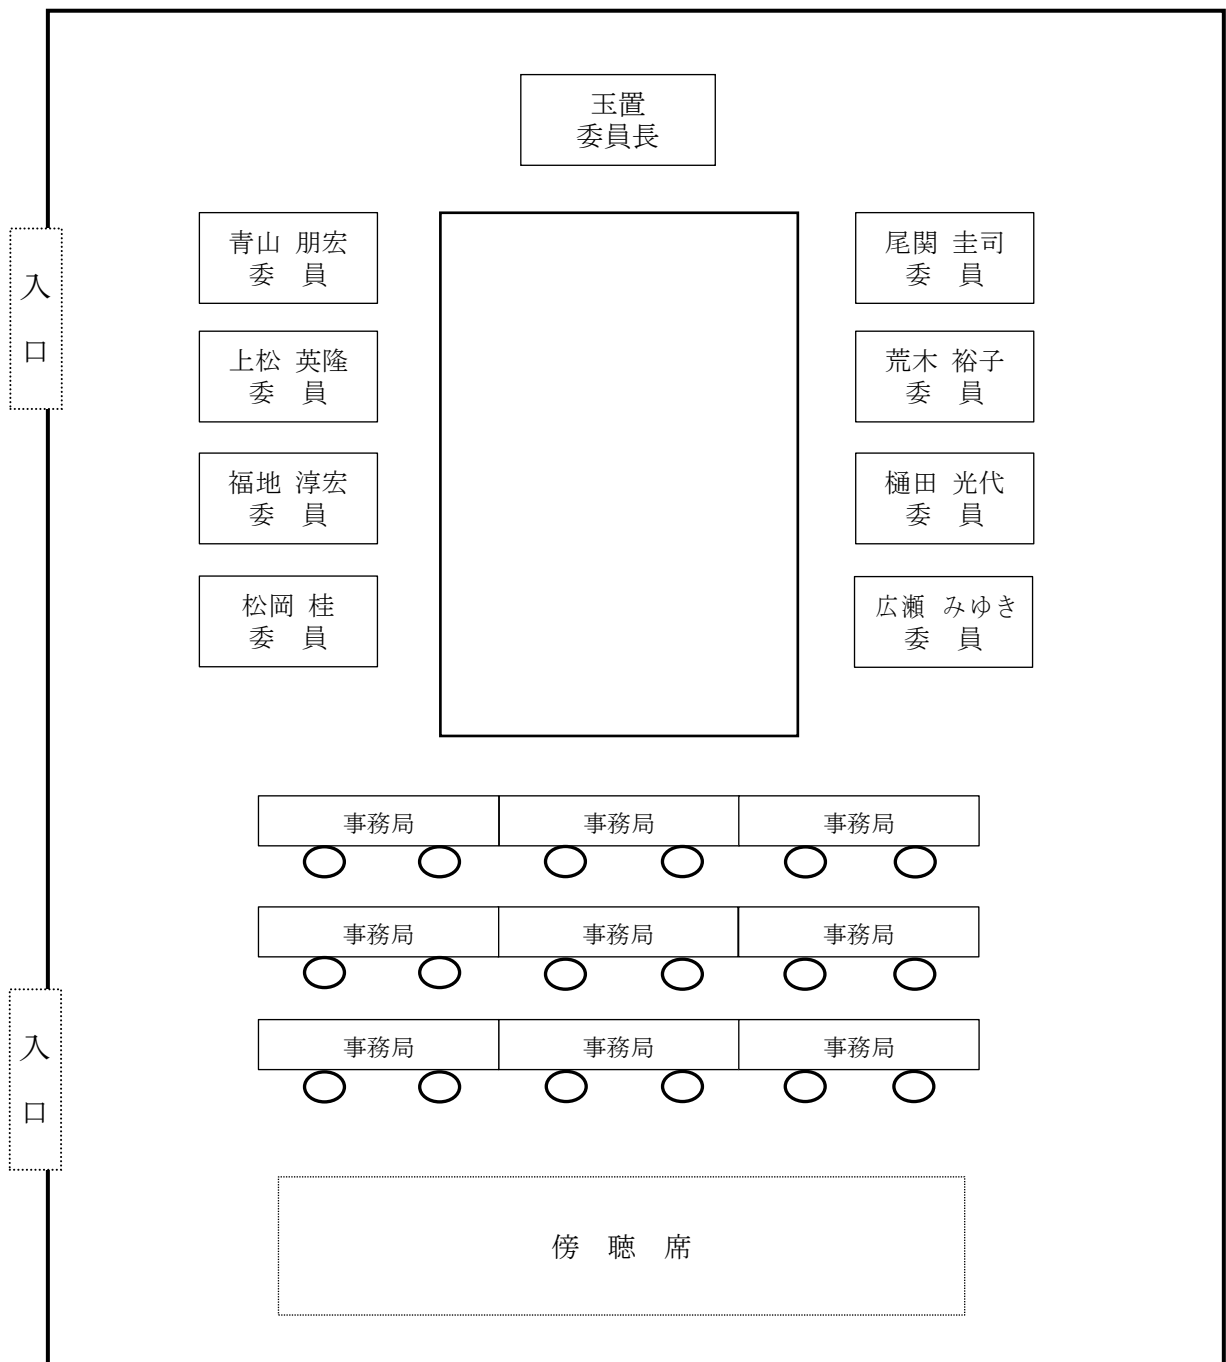 玉置
委員長
青山 朋宏
委 員
尾関 圭司
委 員
入
口
上松 英隆
委 員
荒木 裕子
委 員
福地 淳宏
委 員
樋田 光代
委 員
松岡 桂
委 員
広瀬 みゆき
委 員
事務局
事務局
事務局
事務局
事務局
事務局
入
口
事務局
事務局
事務局
傍 聴 席